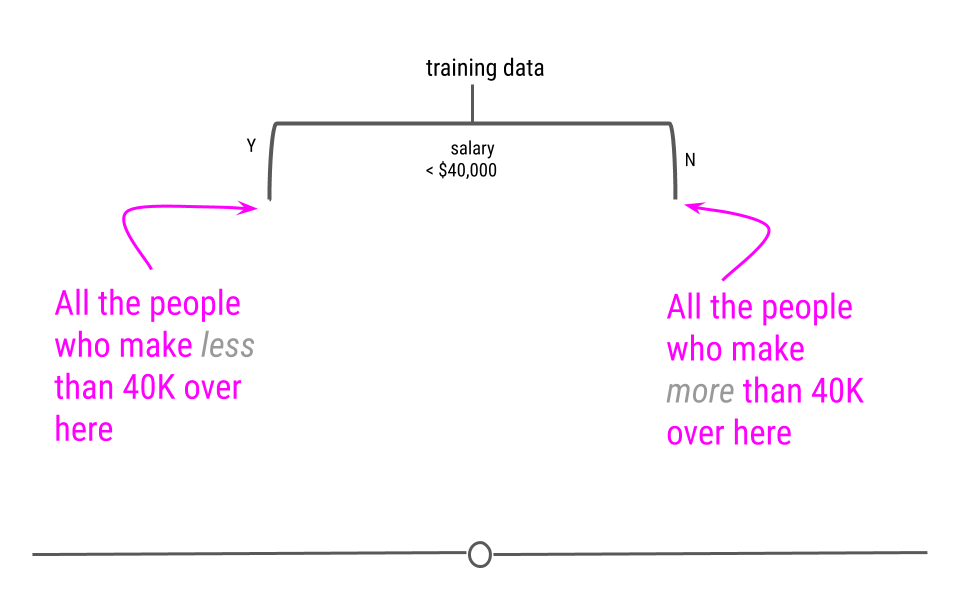 training data
Y
salary
< $40,000
N
All the people
who make less
than 40K over
here
All the people
who make
more than 40K
over here